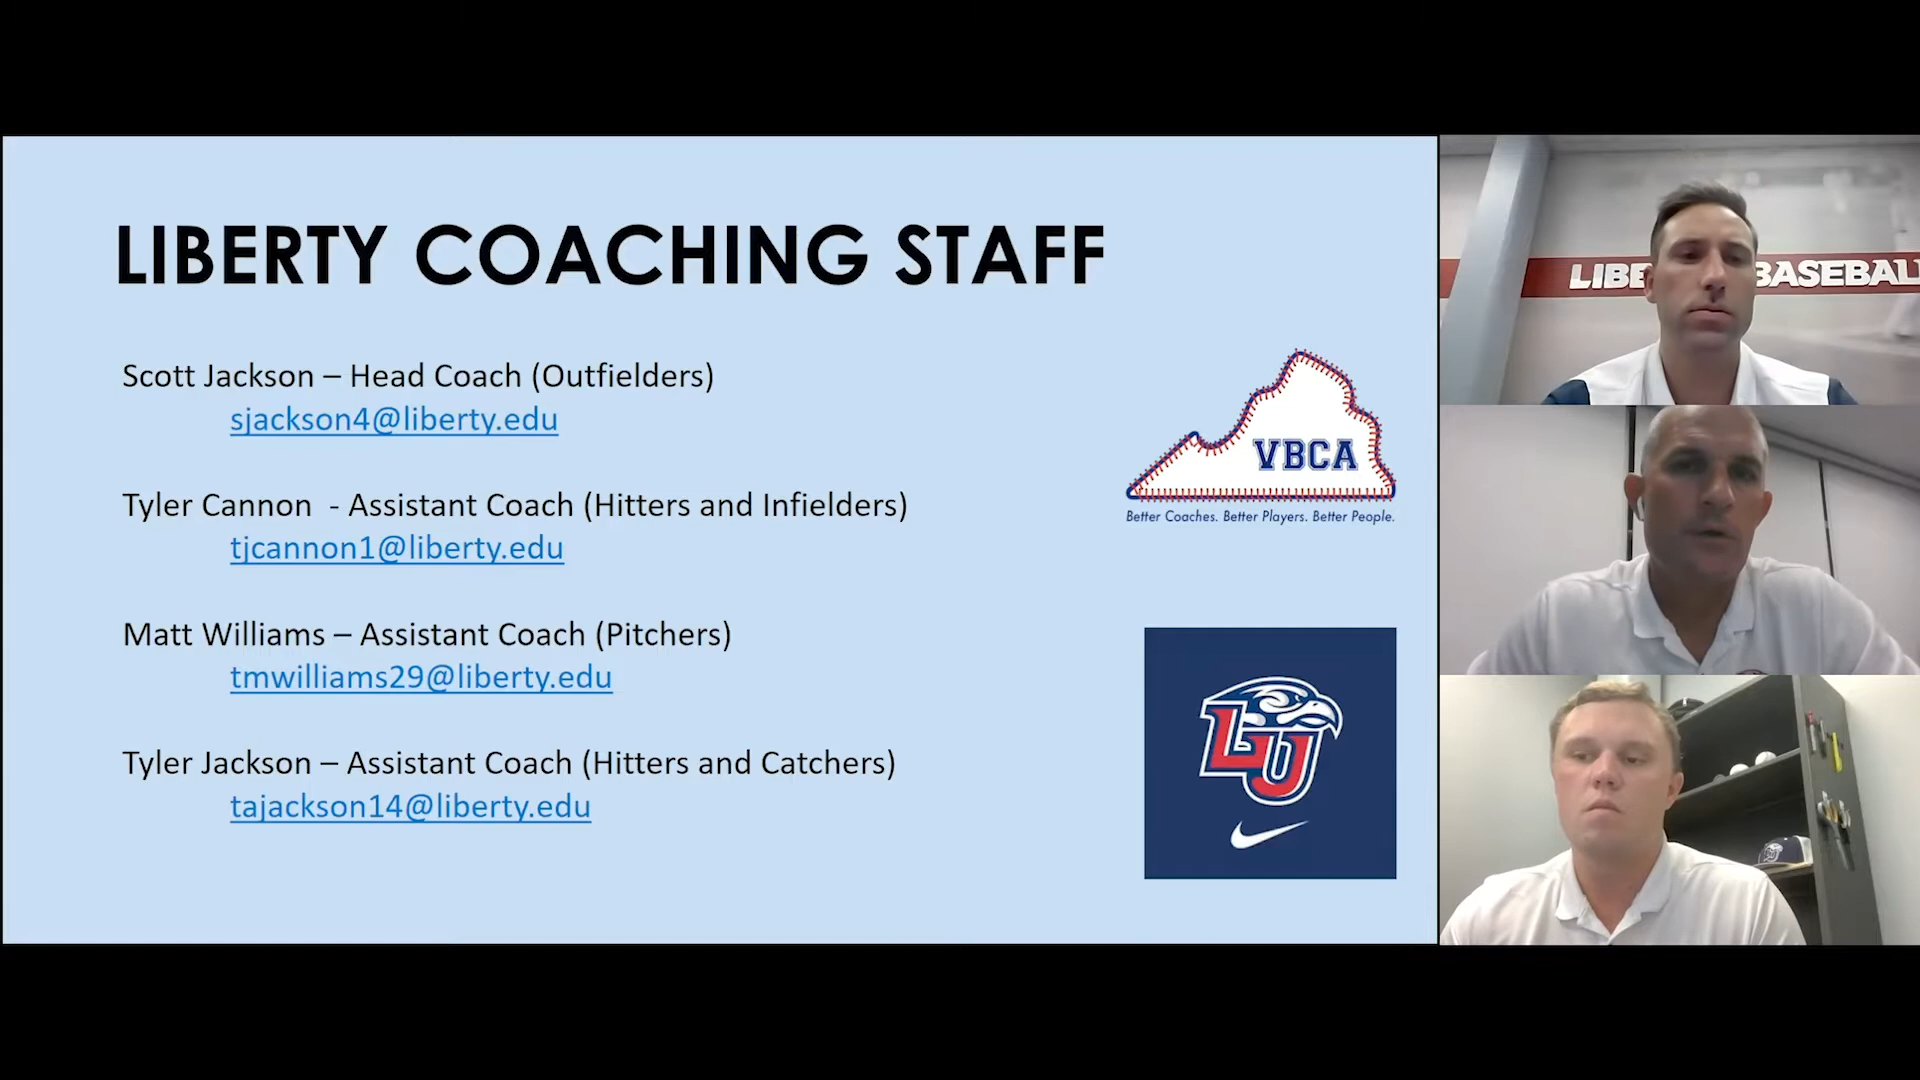 LIBERTY COACHING STAFF
Scott Jackson – Head Coach (Outfielders)
sjackson4@liberty.edu
Tyler Cannon  - Assistant Coach (Hitters and Infielders)
tjcannon1@liberty.edu
Matt Williams – Assistant Coach (Pitchers)
tmwilliams29@liberty.edu
Tyler Jackson – Assistant Coach (Hitters and Catchers)
tajackson14@liberty.edu
VBCA
Better Coaches. Better Players. Better People.
LU
LIBE BASEBAL